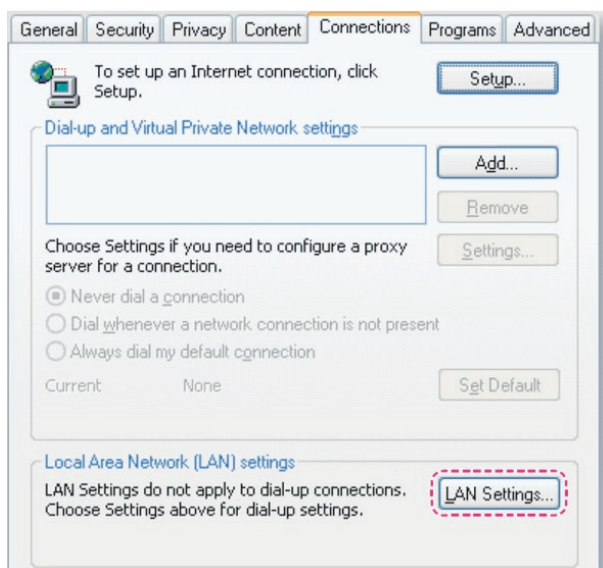 General Security Privacy Content Connections Programs Advanced
To set up an Internet connection, click
Setup.
Setup...
Dial-up and Virtual Private Network settings
Add...
Remove
Choose Settings if you need to configure a proxy
server for a connection.
Settings...
Never dial a connection
Dial whenever a network connection is not present
Always dial my default connection
Current None
Set Default
Local Area Network (LAN) settings
LAN Settings do not apply to dial-up connections.
Choose Settings above for dial-up settings.
LAN Settings...